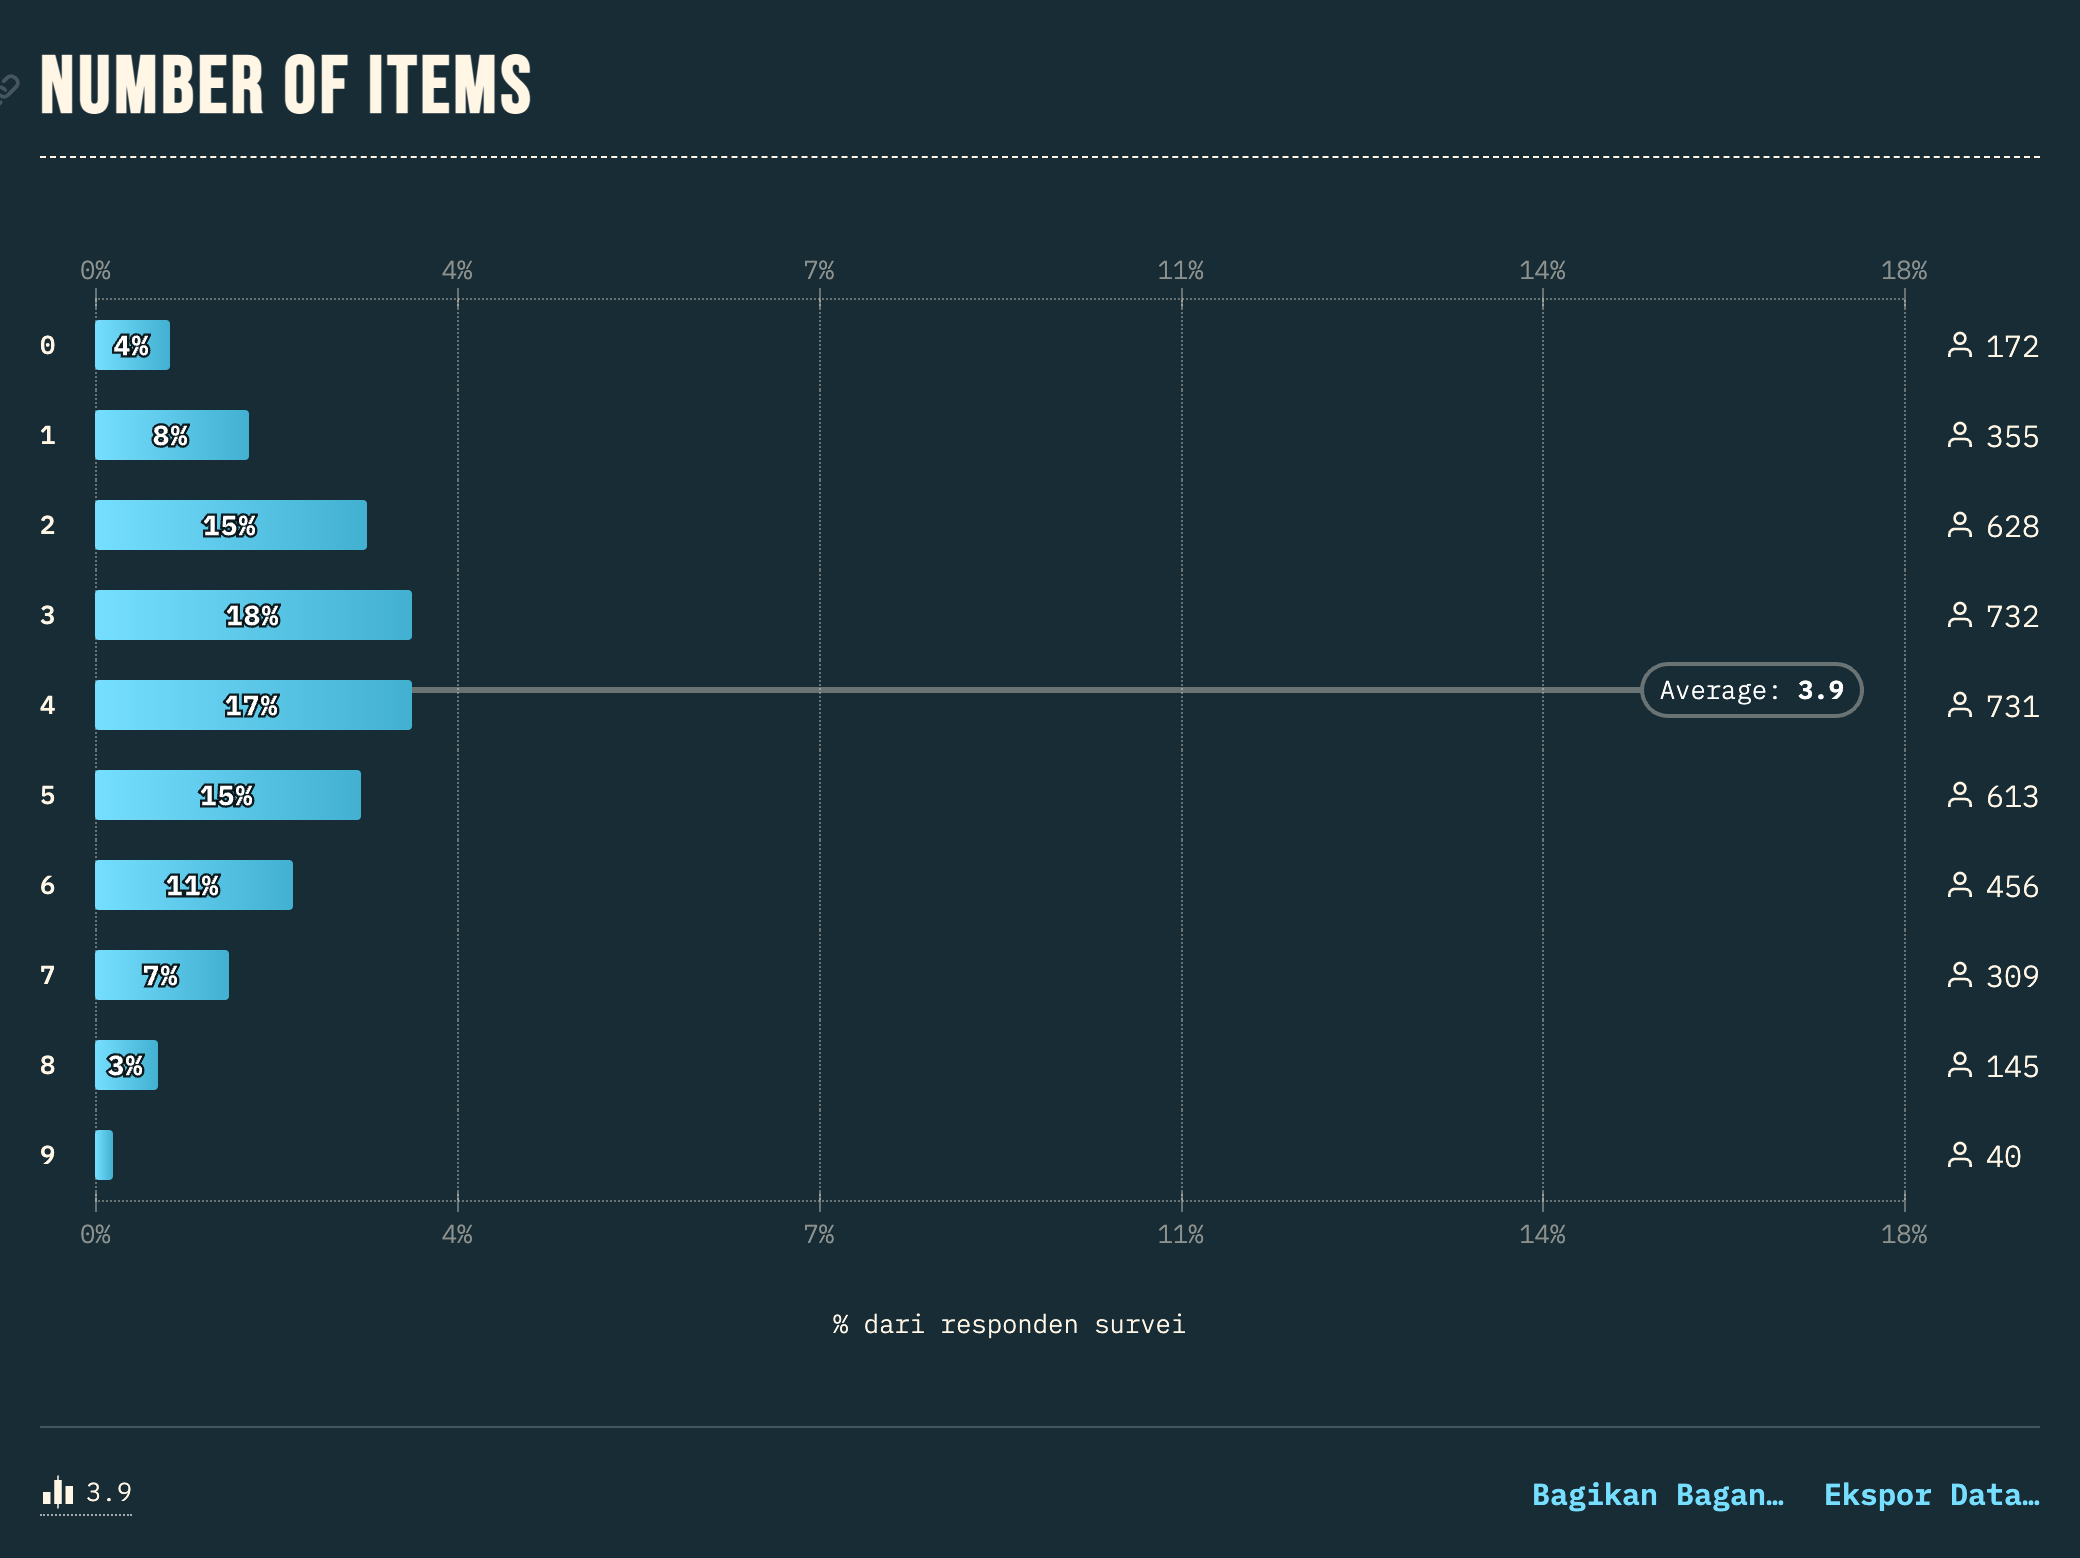 NUMBER OF ITEMS
0% 4% 7% 11% 14% 18%
0 4% 172
1 8% 355
2 15% 628
3 18% 732
Average: 3.9
4 17% 731
5 15% 613
6 11% 456
7 7% 309
8 3% 145
9 40
0% 4% 7% 11% 14% 18%
% dari responden survei
3.9 Bagikan Bagan… Ekspor Data…